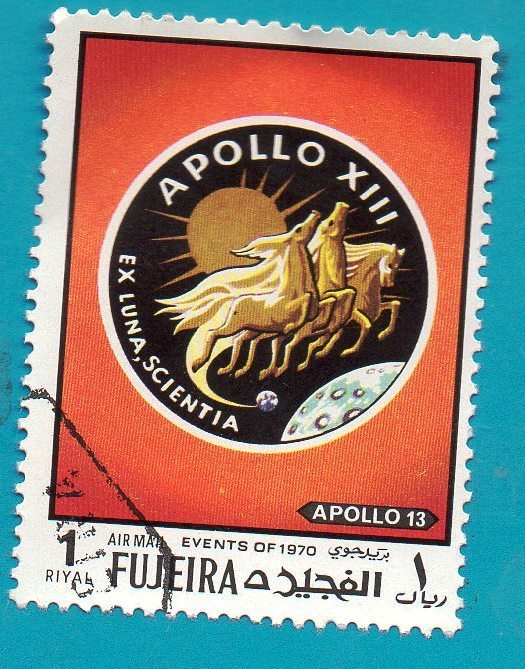 APOLLO XIII
EX LUNA, SCIENTIA
APOLLO 13
1 AIR MAIL EVENTS OF 1970 بريد جوي ١
RIYAL FUJEIRA الفجيره ريال